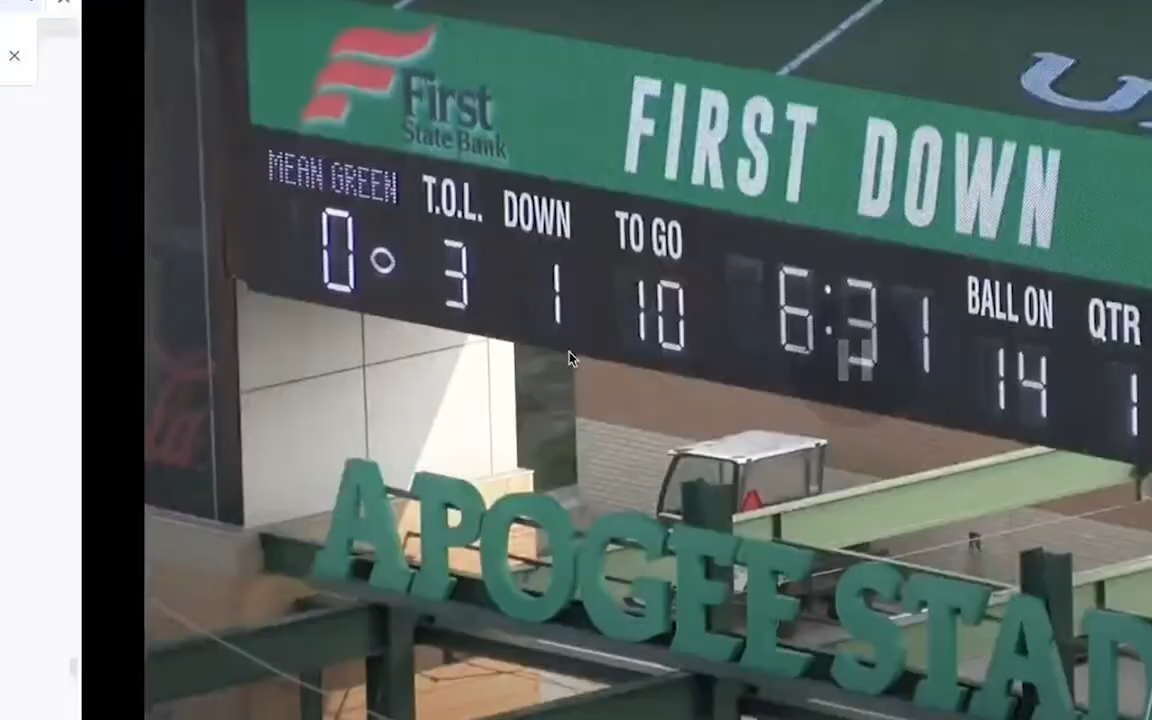 First
State Bank
FIRST DOWN
MEAN GREEN
T.O.L.
DOWN
TO GO
BALL ON
QTR
0
3
1
10
6:31
14
1
APOGEE STAD